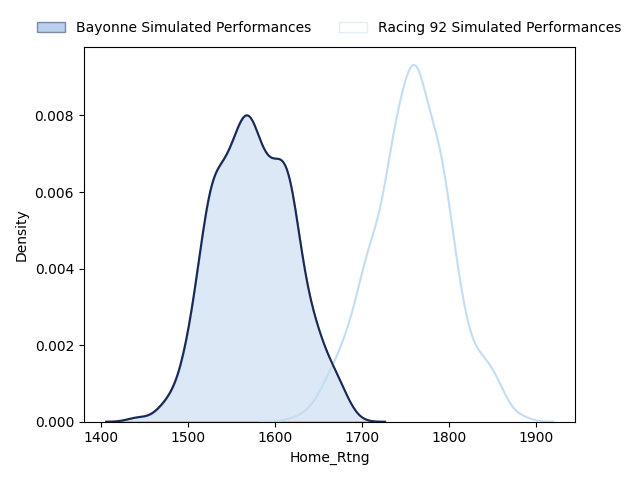 Bayonne Simulated Performances
Racing 92 Simulated Performances
Density
0.008
0.006
0.004
0.002
0.000
1400 1500 1600 1700 1800 1900
Home_Rtng